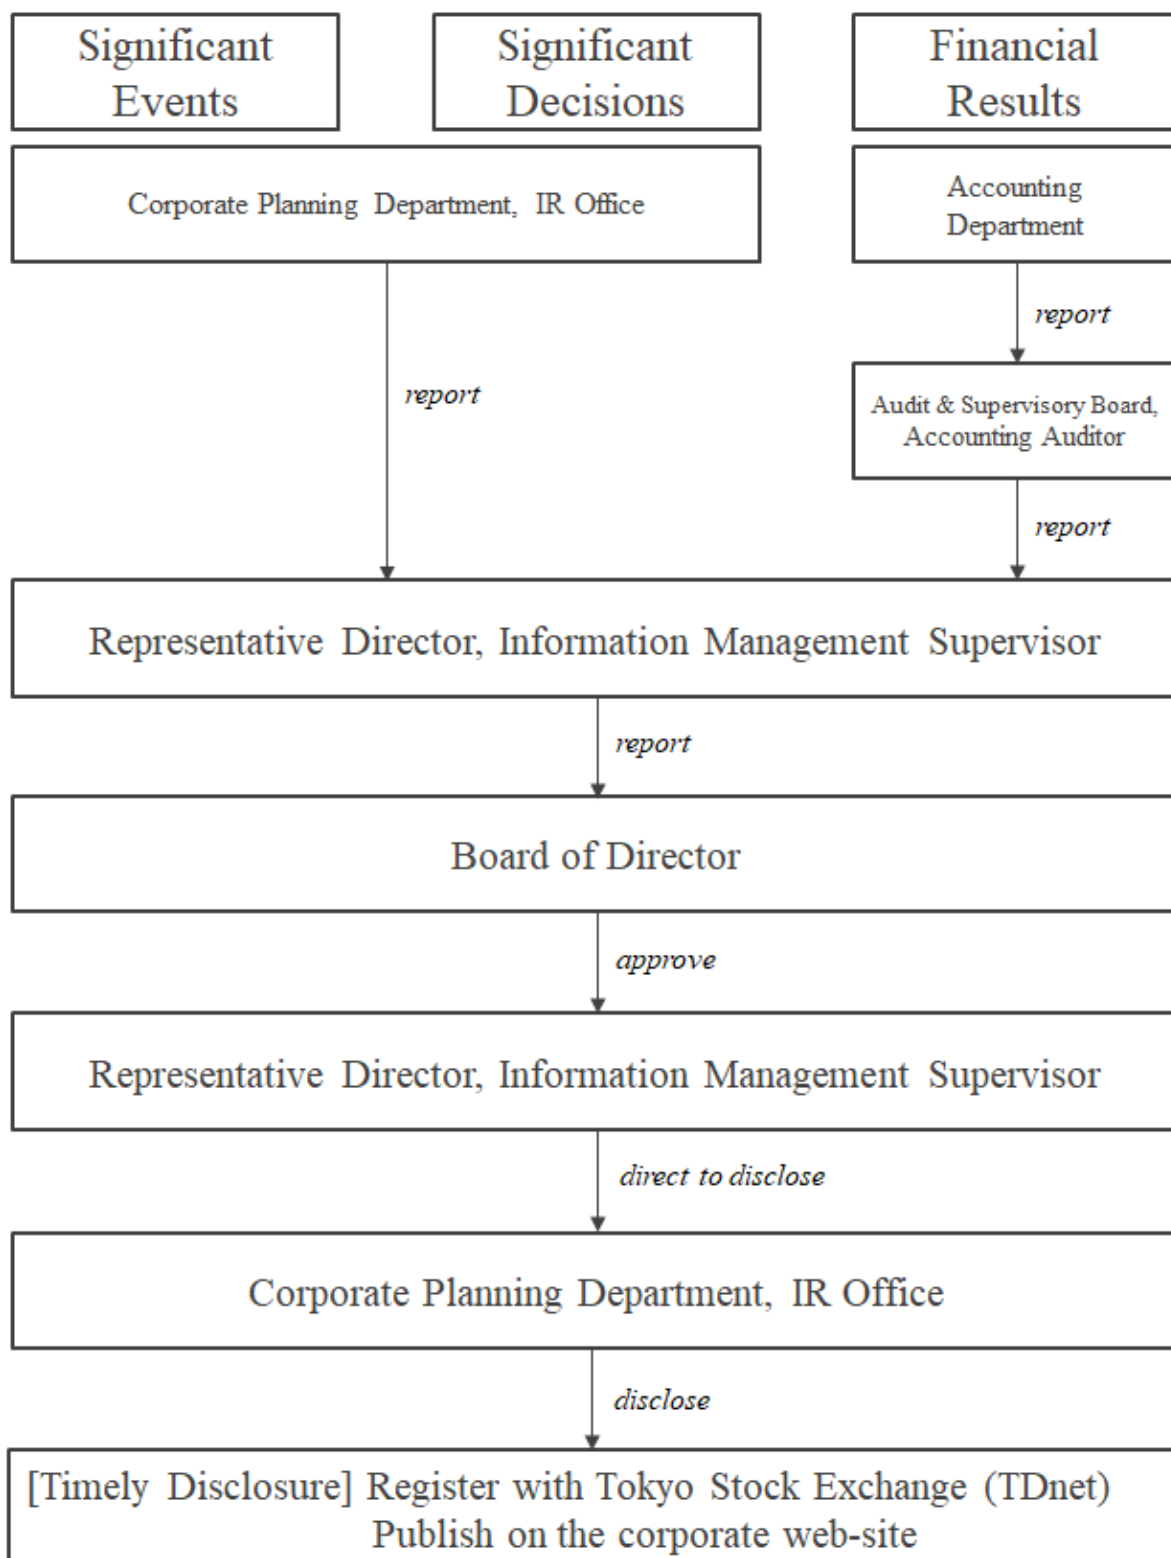 Significant
Events
Significant
Decisions
Financial
Results
Corporate Planning Department, IR Office
Accounting
Department
report
report
Audit & Supervisory Board,
Accounting Auditor
report
Representative Director, Information Management Supervisor
report
Board of Director
approve
Representative Director, Information Management Supervisor
direct to disclose
Corporate Planning Department, IR Office
disclose
[Timely Disclosure] Register with Tokyo Stock Exchange (TDnet)
Publish on the corporate web-site